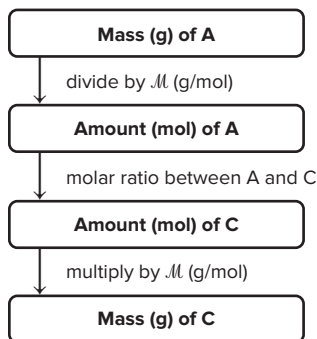 Mass (g) of A
divide by ℳ (g/mol)
Amount (mol) of A
molar ratio between A and C
Amount (mol) of C
multiply by ℳ (g/mol)
Mass (g) of C